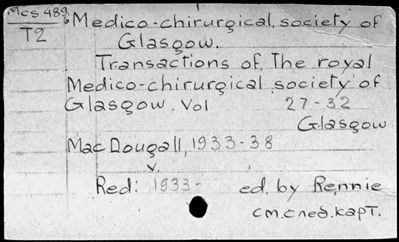 Mcs 489
T2
Medico-chirurgical society of
Glasgow.
Transactions of the royal
Medico-chirurgical society of
Glasgow. Vol 27-32
Glasgow
MacDougall, 1933-38
v.
Red: 1933- ed. by Rennie
см.след.карт.